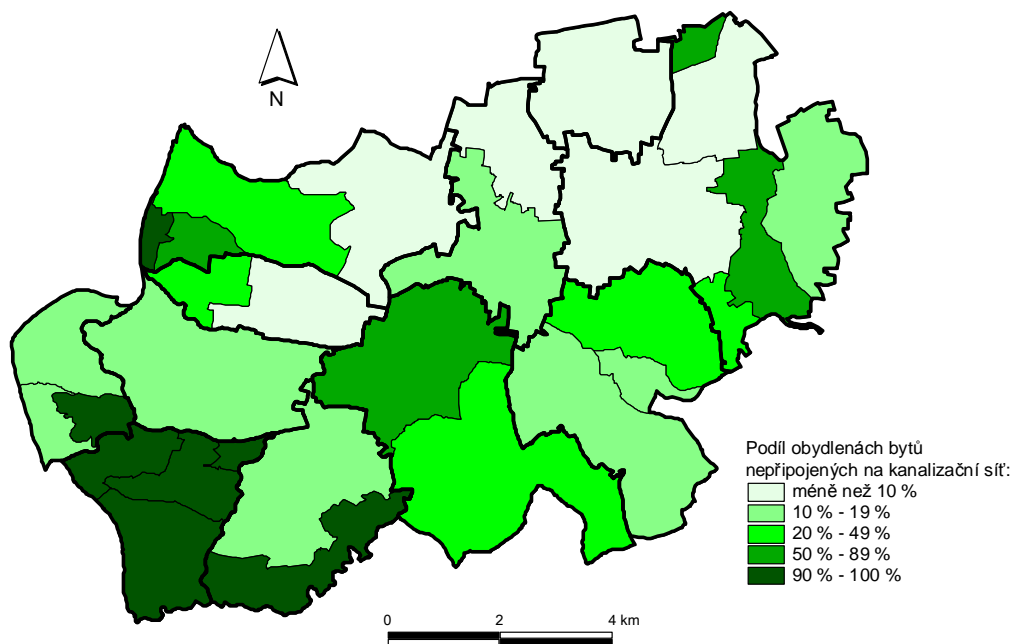 N
Podíl obydlenách bytů
nepřipojených na kanalizační síť:
méně než 10 %
10 % - 19 %
20 % - 49 %
50 % - 89 %
90 % - 100 %
0 2 4 km